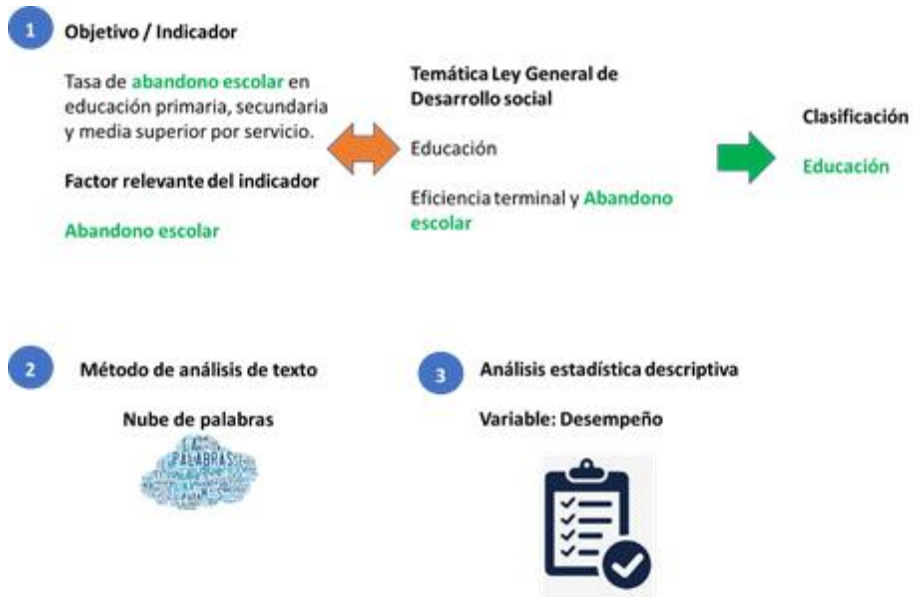 1
Objetivo / Indicador
Tasa de abandono escolar en
educación primaria, secundaria
y media superior por servicio.
Factor relevante del indicador
Abandono escolar
Temática Ley General de
Desarrollo social
Educación
Eficiencia terminal y Abandono
escolar
Clasificación
Educación
2
Método de análisis de texto
Nube de palabras
LA
PALABRAS
3
Análisis estadística descriptiva
Variable: Desempeño